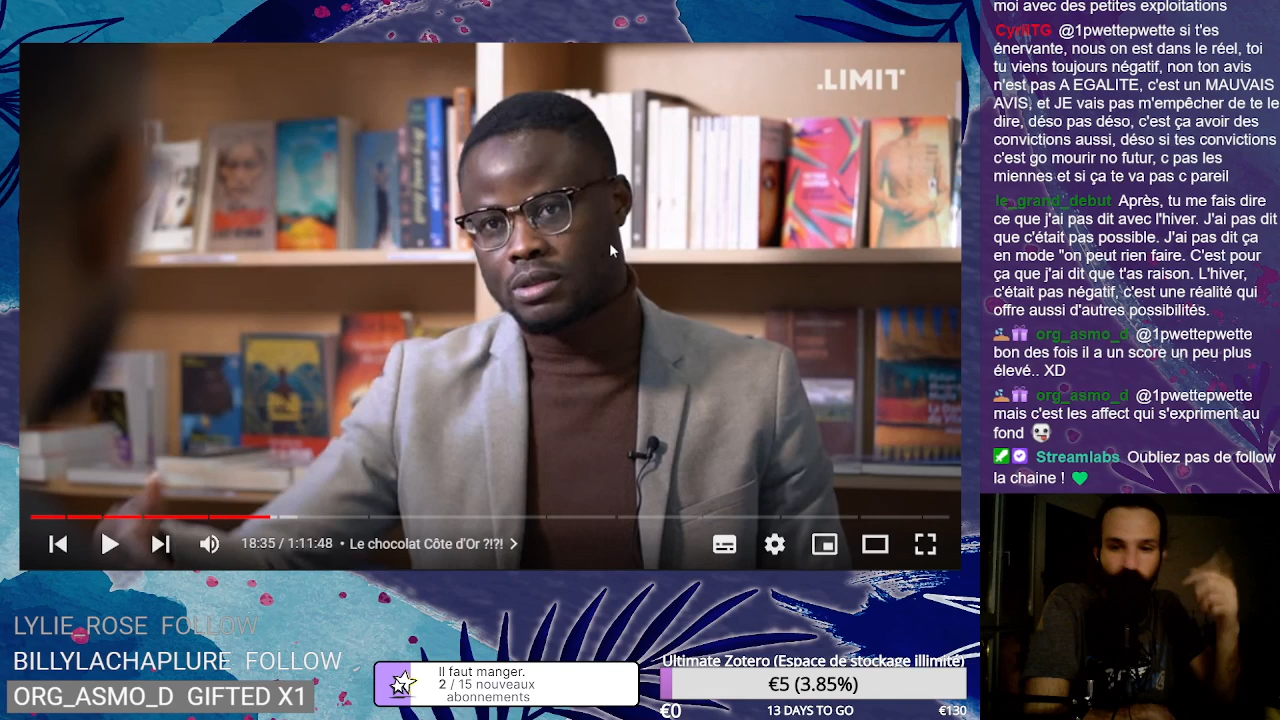 .LIMIT
18:35 / 1:11:48 • Le chocolat Côte d'Or ?!?!
moi avec des petites exploitations
CyrilTG @1pwettepwette si t'es
énervante, nous on est dans le réel, toi
tu viens toujours négatif, non ton avis
n'est pas A EGALITE, c'est un MAUVAIS
AVIS, et JE vais pas m'empêcher de te le
dire, déso pas déso, c'est ça avoir des
convictions aussi, déso si tes convictions
c'est go mourir no futur, c pas les
miennes et si ça te va pas c pareil
le_grand_debut Après, tu me fais dire
ce que j'ai pas dit avec l'hiver. J'ai pas dit
que c'était pas possible. J'ai pas dit ça
en mode "on peut rien faire. C'est pour
ça que j'ai dit que t'as raison. L'hiver,
c'était pas négatif, c'est une réalité qui
offre aussi d'autres possibilités.
org_asmo_d @1pwettepwette
bon des fois il a un score un peu plus
élevé.. XD
org_asmo_d @1pwettepwette
mais c'est les affect qui s'expriment au
fond
Streamlabs Oubliez pas de follow
la chaine !
LYLIE_ROSE FOLLOW
BILLYLACHAPLURE FOLLOW
ORG_ASMO_D GIFTED X1
Il faut manger.
2 / 15 nouveaux
abonnements
Ultimate Zotero (Espace de stockage illimité)
€5 (3.85%)
€0 13 DAYS TO GO €130